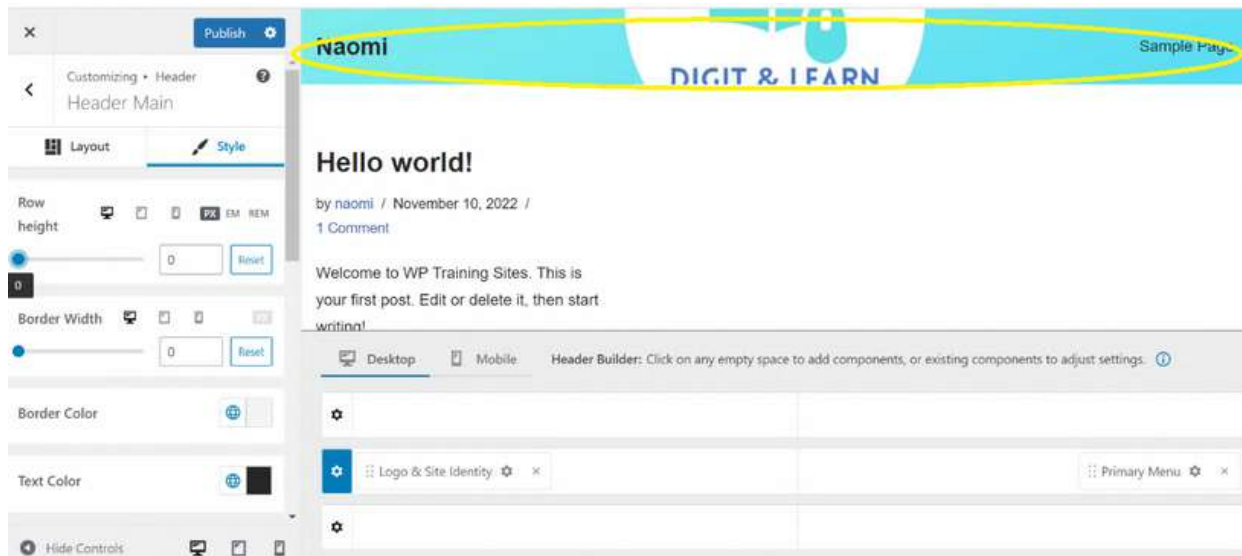 Publish
Customizing • Header
Header Main
Layout
Style
Row
height
PX EM REM
0
Reset
0
Border Width
PX
0
Reset
Border Color
Text Color
Hide Controls
Naomi
Sample Page
DIGIT & LEARN
Hello world!
by naomi / November 10, 2022 /
1 Comment
Welcome to WP Training Sites. This is
your first post. Edit or delete it, then start
writing!
Desktop
Mobile
Header Builder: Click on any empty space to add components, or existing components to adjust settings.
Logo & Site Identity
Primary Menu